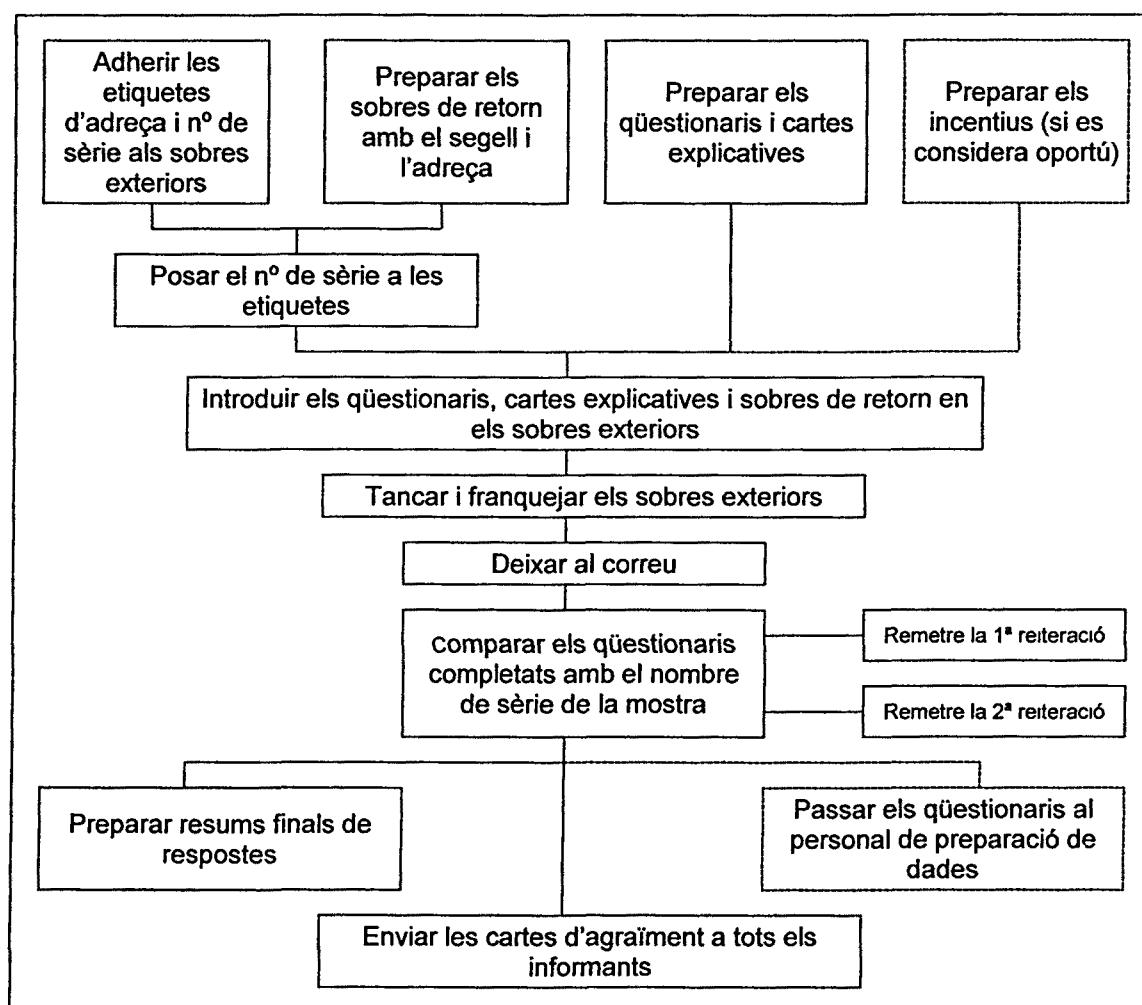 Adherir les
etiquetes
d'adreça i nº de
sèrie als sobres
exteriors
Preparar els
sobres de retorn
amb el segell i
l'adreça
Preparar els
qüestionaris i cartes
explicatives
Preparar els
incentius (si es
considera oportú)
Posar el nº de sèrie a les
etiquetes
Introduir els qüestionaris, cartes explicatives i sobres de retorn en
els sobres exteriors
Tancar i franquejar els sobres exteriors
Deixar al correu
Comparar els qüestionaris
completats amb el nombre
de sèrie de la mostra
Remetre la 1ª reiteració
Remetre la 2ª reiteració
Preparar resums finals de
respostes
Passar els qüestionaris al
personal de preparació de
dades
Enviar les cartes d'agraïment a tots els
informants